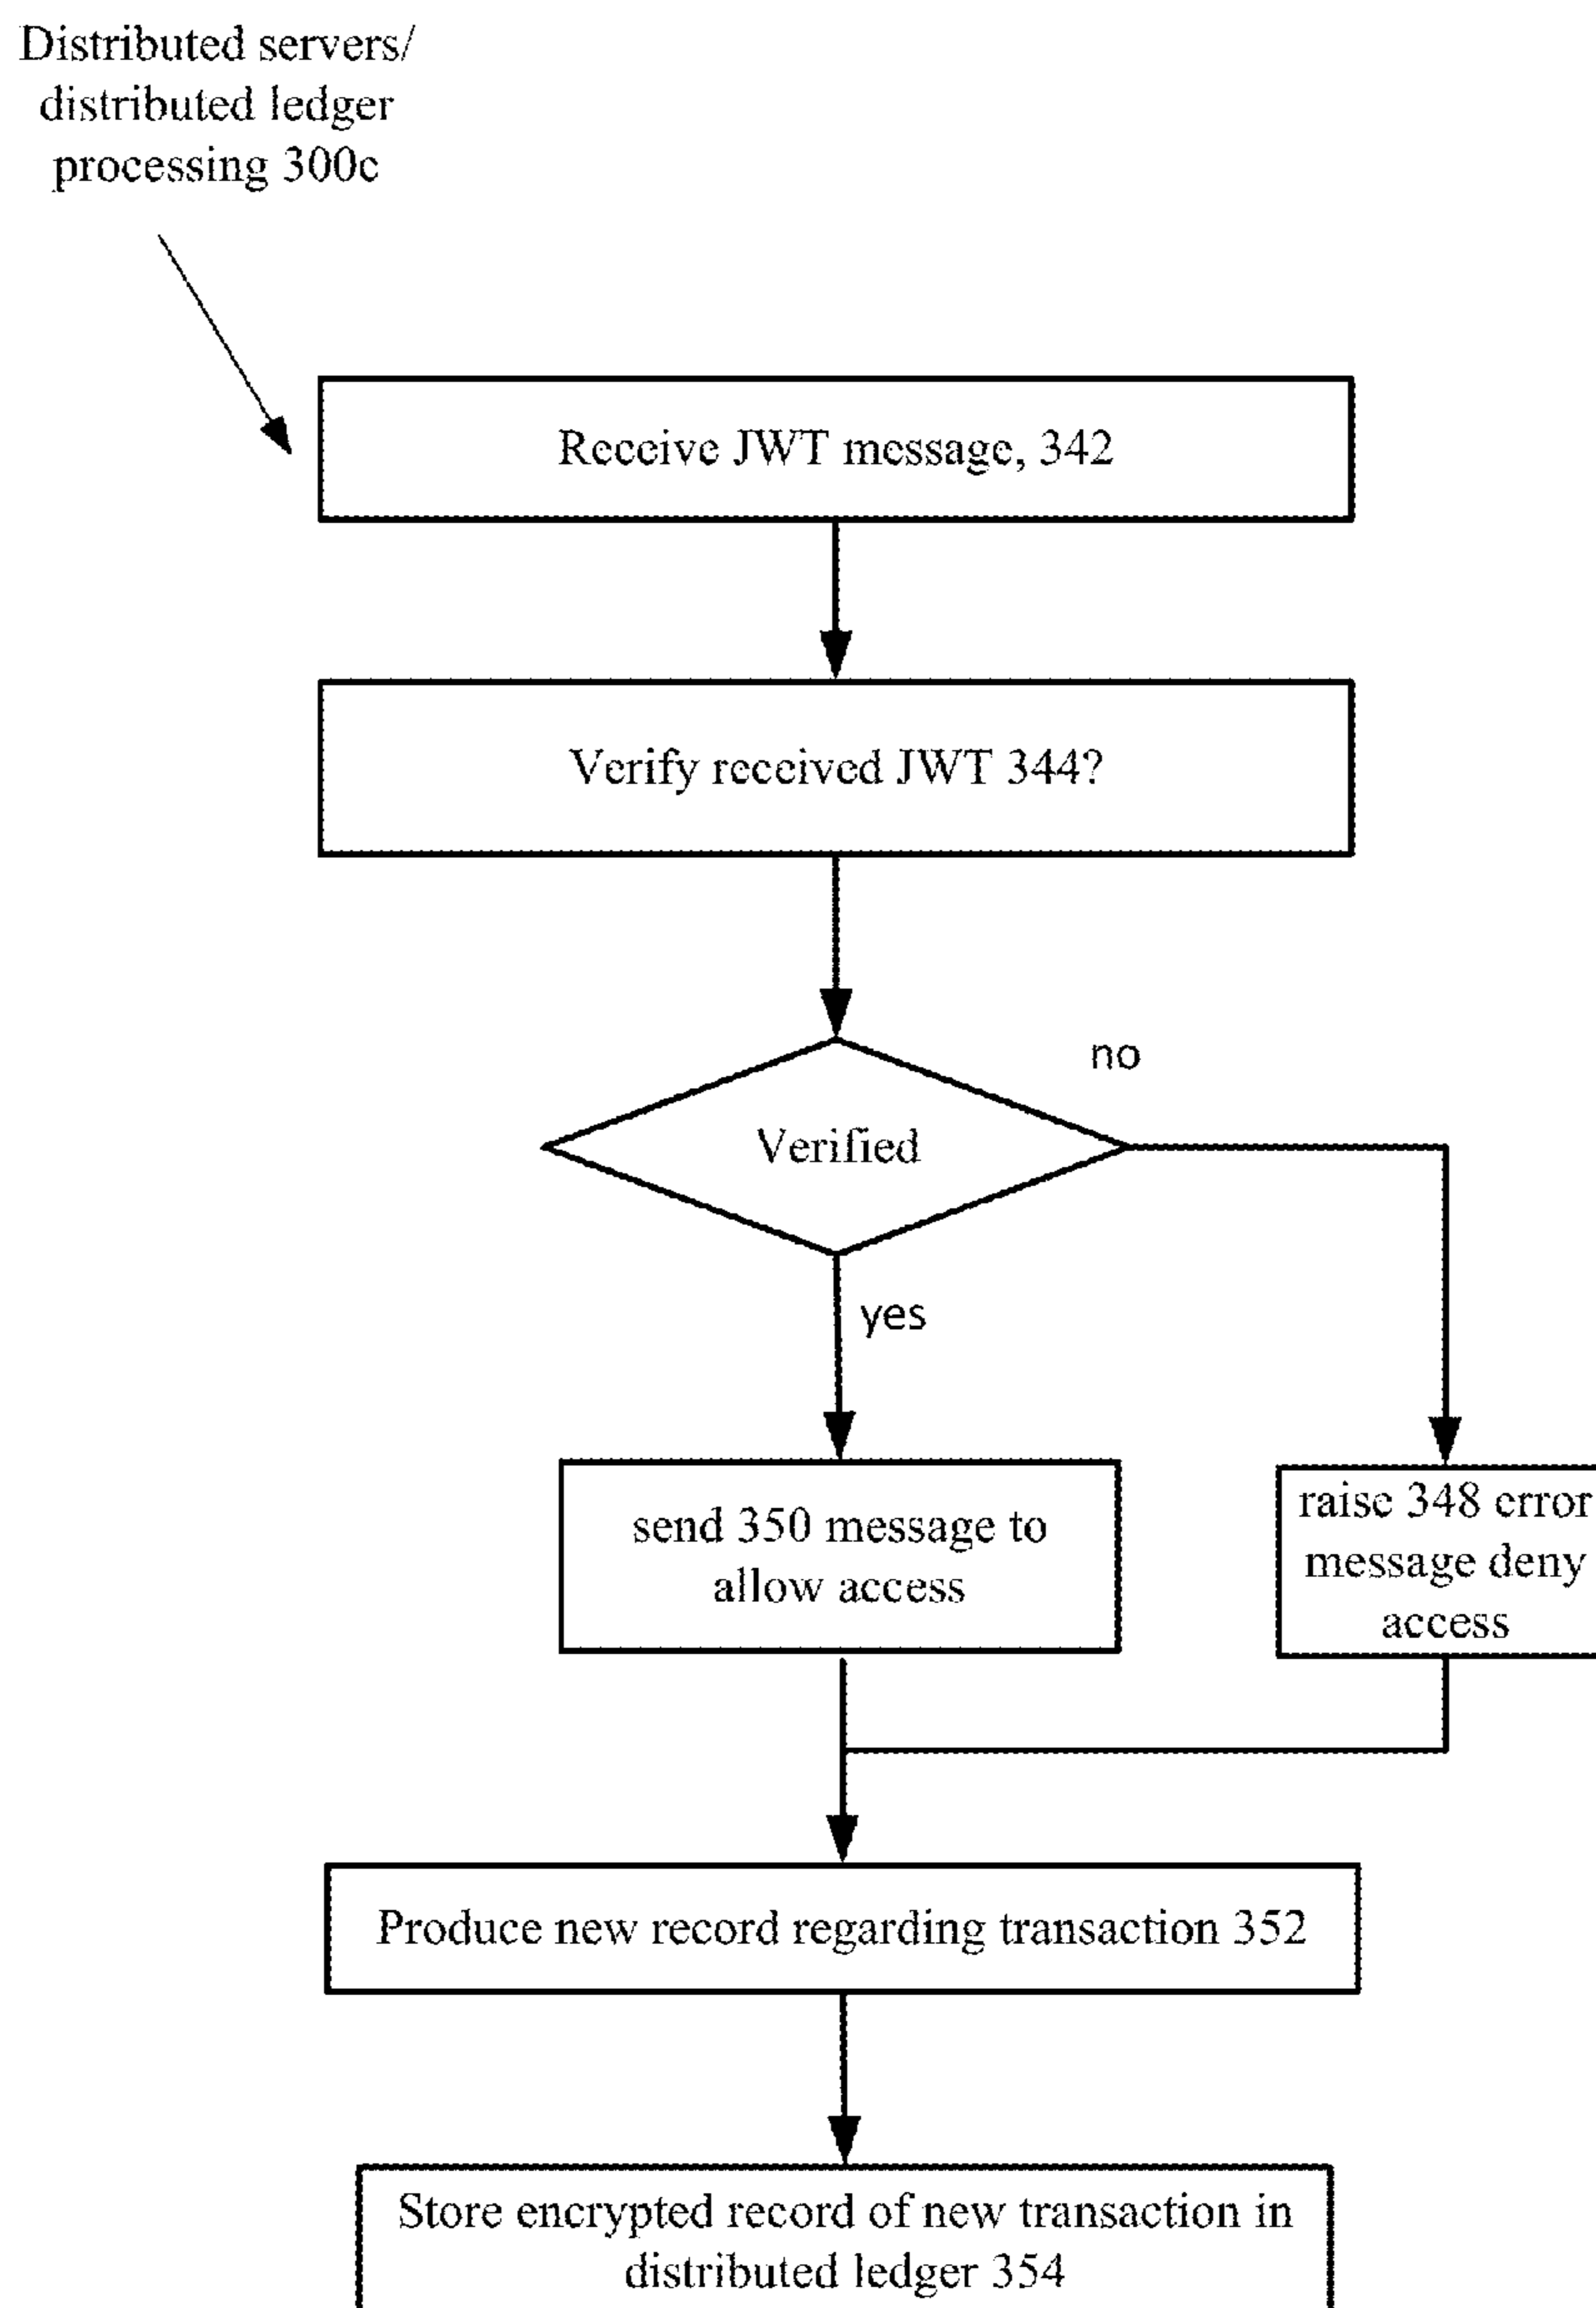 Distributed servers/
distributed ledger
processing 300c
Receive JWT message, 342
Verify received JWT 344?
no
Verified
yes
send 350 message to
allow access
raise 348 error
message deny
access
Produce new record regarding transaction 352
Store encrypted record of new transaction in
distributed ledger 354